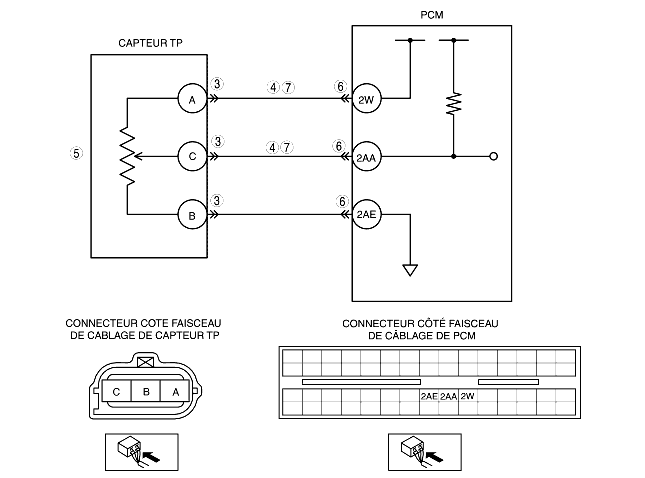 PCM
CAPTEUR TP
3
4 7
6
A
2W
3
4 7
6
5
C
2AA
3
6
B
2AE
CONNECTEUR COTE FAISCEAU
DE CABLAGE DE CAPTEUR TP
CONNECTEUR CÔTÉ FAISCEAU
DE CÂBLAGE DE PCM
C B A
2AE 2AA 2W